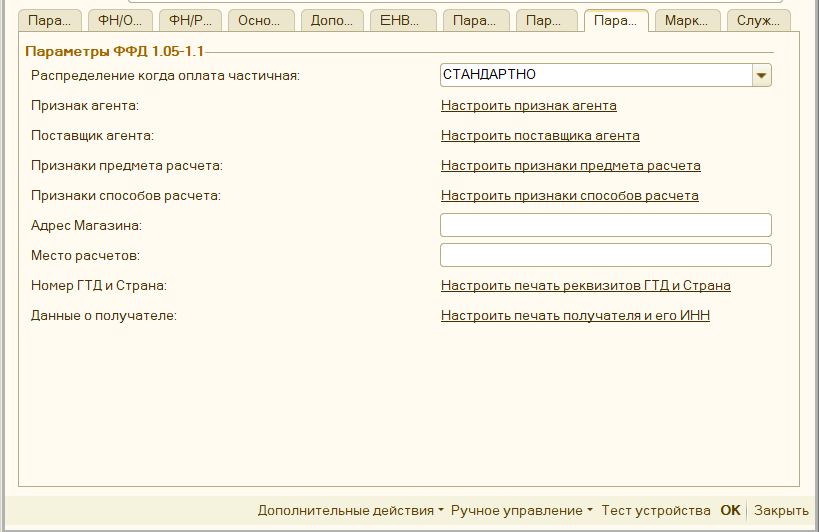 Пара... ФН/О... ФН/Р... Осно... Допо... ЕНВ... Пара... Пар... Пара... Марк... Служ...
Параметры ФФД 1.05-1.1
Распределение когда оплата частичная: СТАНДАРТНО
Признак агента: Настроить признак агента
Поставщик агента: Настроить поставщика агента
Признаки предмета расчета: Настроить признаки предмета расчета
Признаки способов расчета: Настроить признаки способов расчета
Адрес Магазина:
Место расчетов:
Номер ГТД и Страна: Настроить печать реквизитов ГТД и Страна
Данные о получателе: Настроить печать получателя и его ИНН
Дополнительные действия Ручное управление Тест устройства OK Закрыть